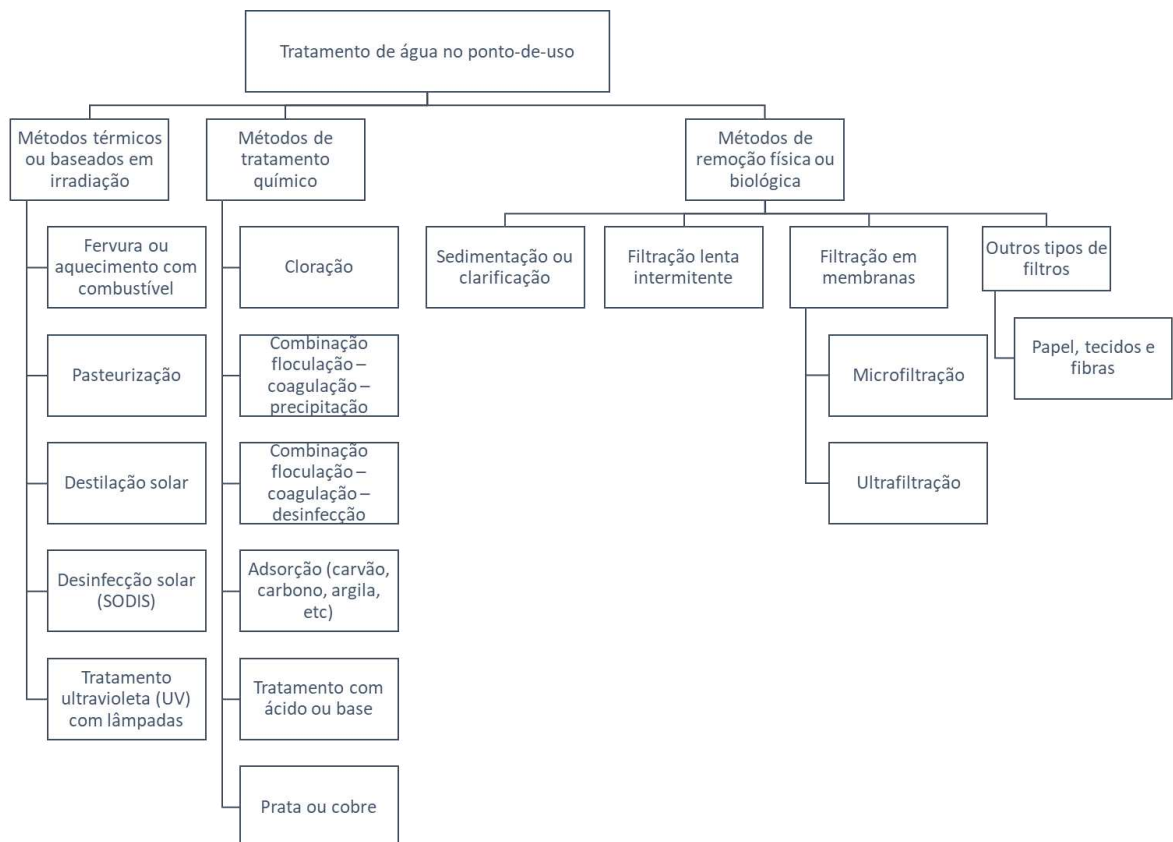 Tratamento de água no ponto-de-uso
Métodos térmicos
ou baseados em
irradiação
Fervura ou
aquecimento com
combustível
Pasteurização
Destilação solar
Desinfecção solar
(SODIS)
Tratamento
ultravioleta (UV)
com lâmpadas
Métodos de
tratamento
químico
Cloração
Combinação
floculação –
coagulação –
precipitação
Combinação
floculação –
coagulação –
desinfecção
Adsorção (carvão,
carbono, argila,
etc)
Tratamento com
ácido ou base
Prata ou cobre
Métodos de
remoção física ou
biológica
Sedimentação ou
clarificação
Filtração lenta
intermitente
Filtração em
membranas
Microfiltração
Ultrafiltração
Outros tipos de
filtros
Papel, tecidos e
fibras